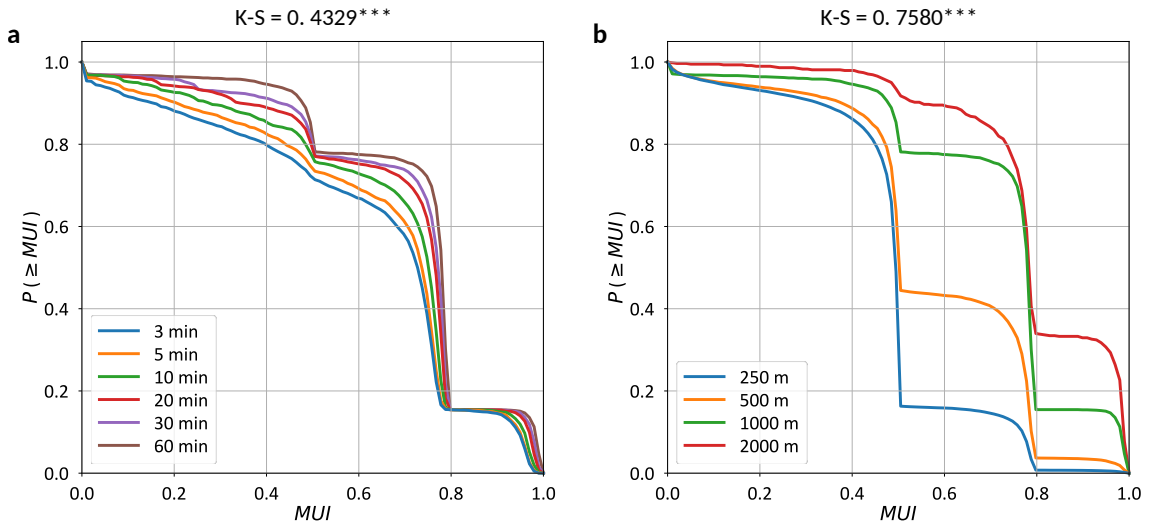 a
K-S = 0. 4329***
P ( ≥ MUI )
1.0
0.8
0.6
0.4
0.2
0.0
3 min
5 min
10 min
20 min
30 min
60 min
0.0 0.2 0.4 0.6 0.8 1.0
MUI
b
K-S = 0. 7580***
P ( ≥ MUI )
1.0
0.8
0.6
0.4
0.2
0.0
250 m
500 m
1000 m
2000 m
0.0 0.2 0.4 0.6 0.8 1.0
MUI